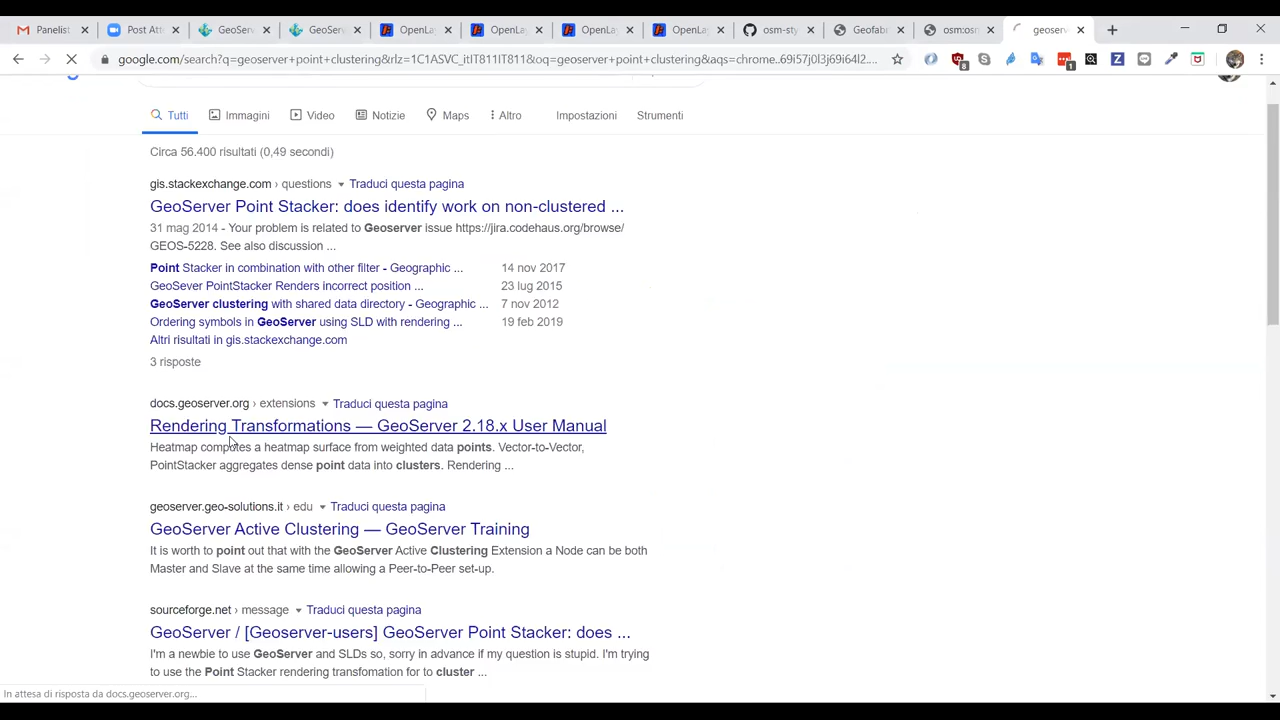 Panelist
Post Att
GeoServ
GeoServ
OpenLay
OpenLay
OpenLay
OpenLay
osm-sty
Geofab
osm:osm
geoserv
google.com/search?q=geoserver+point+clustering&rlz=1C1ASVC_itIT811IT811&oq=geoserver+point+clustering&aqs=chrome..69i57j0l3j69i64l2....
8
1
Tutti
Immagini
Video
Notizie
Maps
Altro
Impostazioni
Strumenti
Circa 56.400 risultati (0,49 secondi)
gis.stackexchange.com › questions
Traduci questa pagina
GeoServer Point Stacker: does identify work on non-clustered ...
31 mag 2014 - Your problem is related to Geoserver issue https://jira.codehaus.org/browse/
GEOS-5228. See also discussion ...
Point Stacker in combination with other filter - Geographic ...
14 nov 2017
GeoSever PointStacker Renders incorrect position ...
23 lug 2015
GeoServer clustering with shared data directory - Geographic ...
7 nov 2012
Ordering symbols in GeoServer using SLD with rendering ...
19 feb 2019
Altri risultati in gis.stackexchange.com
3 risposte
docs.geoserver.org › extensions
Traduci questa pagina
Rendering Transformations — GeoServer 2.18.x User Manual
Heatmap computes a heatmap surface from weighted data points. Vector-to-Vector,
PointStacker aggregates dense point data into clusters. Rendering ...
geoserver.geo-solutions.it › edu
Traduci questa pagina
GeoServer Active Clustering — GeoServer Training
It is worth to point out that with the GeoServer Active Clustering Extension a Node can be both
Master and Slave at the same time allowing a Peer-to-Peer set-up.
sourceforge.net › message
Traduci questa pagina
GeoServer / [Geoserver-users] GeoServer Point Stacker: does ...
I'm a newbie to use GeoServer and SLDs so, sorry in advance if my question is stupid. I'm trying
to use the Point Stacker rendering transfomation for to cluster ...
In attesa di risposta da docs.geoserver.org...